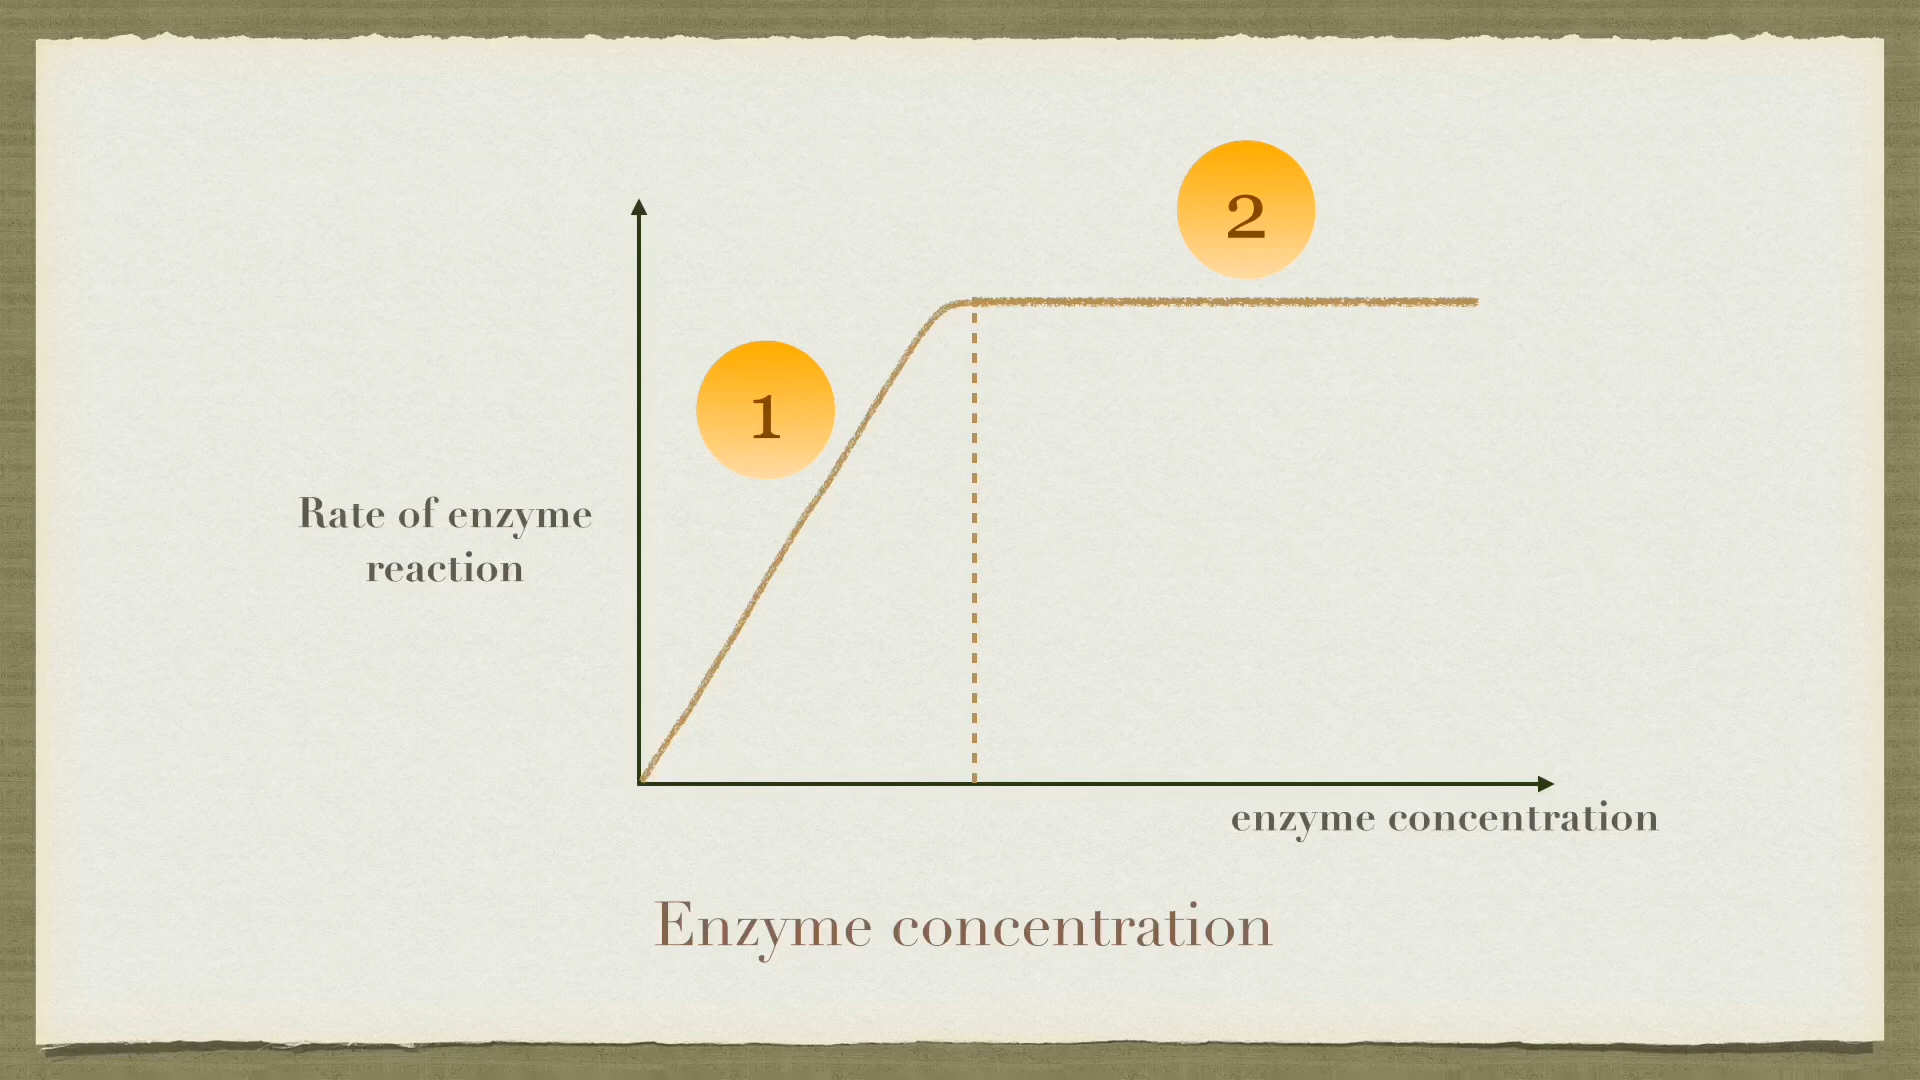 2
1
Rate of enzyme
reaction
enzyme concentration
Enzyme concentration